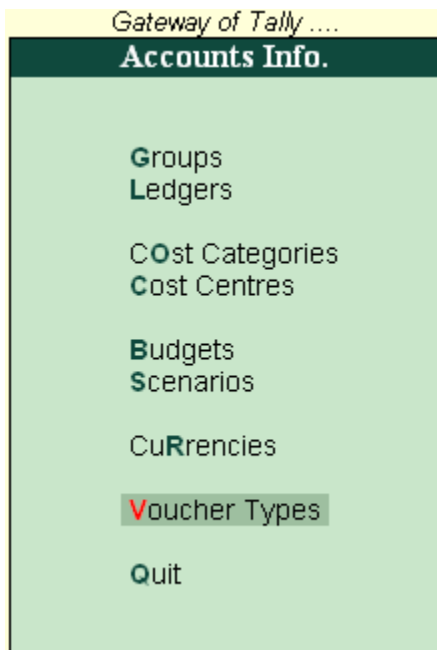 Gateway of Tally ....
Accounts Info.
Groups
Ledgers
COst Categories
Cost Centres
Budgets
Scenarios
CuRrencies
Voucher Types
Quit